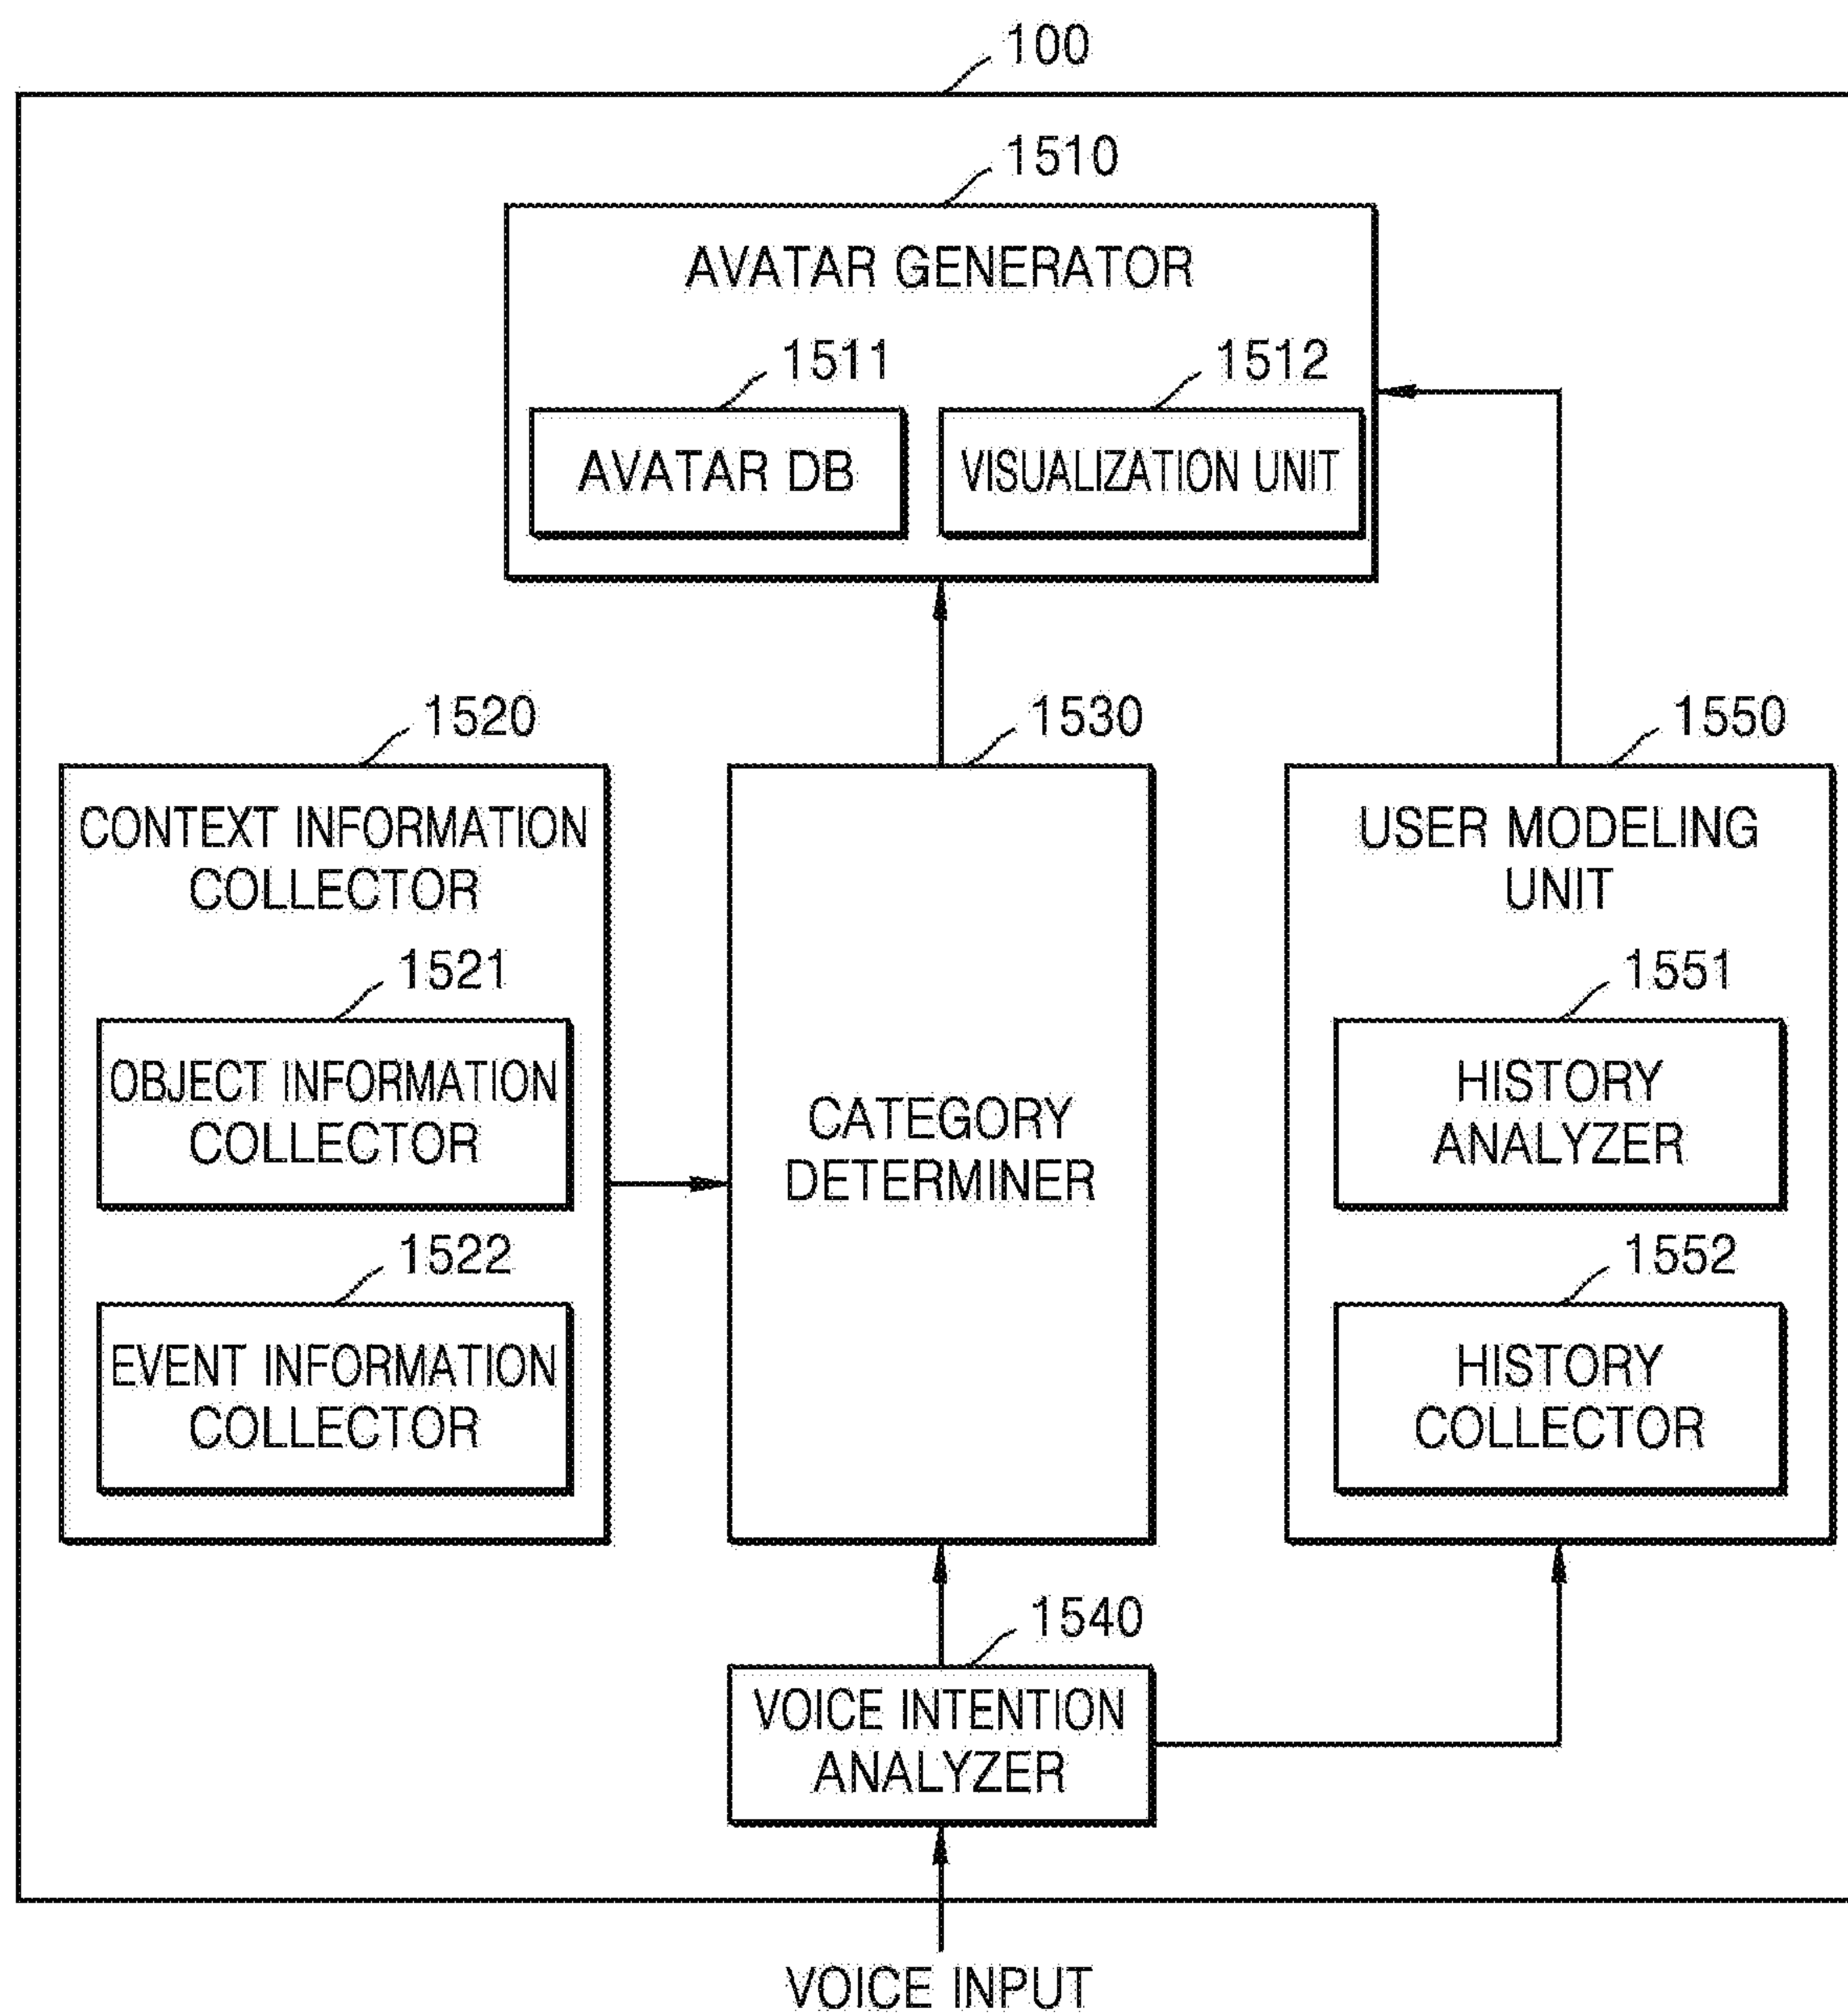 100
1510
AVATAR GENERATOR
1511
1512
AVATAR DB
VISUALIZATION UNIT
1520
1530
1550
CONTEXT INFORMATION
COLLECTOR
1521
OBJECT INFORMATION
COLLECTOR
1522
EVENT INFORMATION
COLLECTOR
CATEGORY
DETERMINER
USER MODELING
UNIT
1551
HISTORY
ANALYZER
1552
HISTORY
COLLECTOR
1540
VOICE INTENTION
ANALYZER
VOICE INPUT